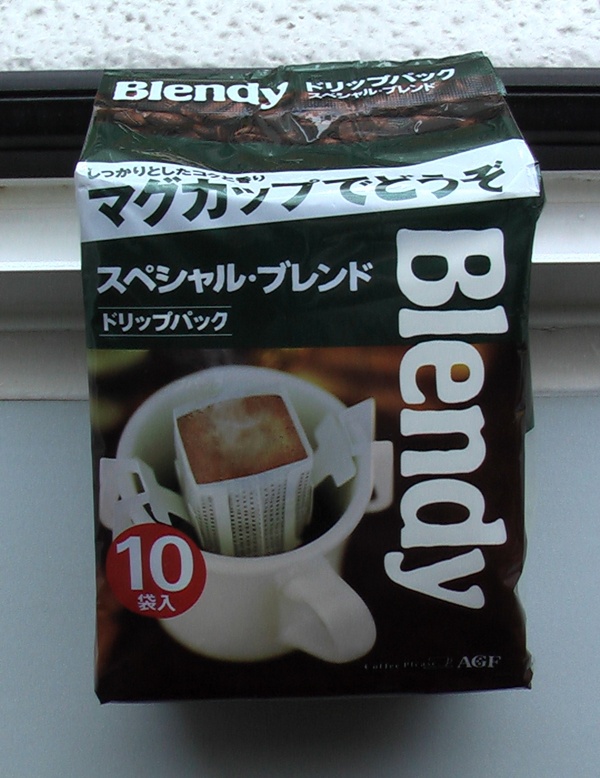 Blendy
ドリップパック
スペシャル・ブレンド
しっかりとしたコクと香り
マグカップでどうぞ
スペシャル・ブレンド
ドリップパック
Blendy
10
袋入
Coffee
AGF